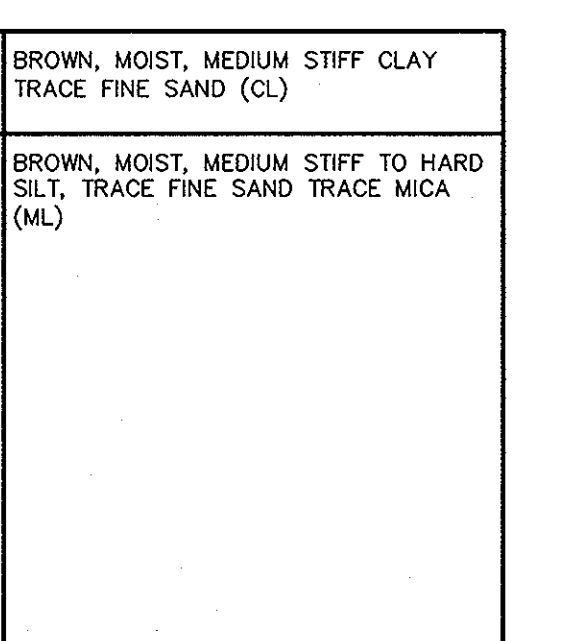 BROWN, MOIST, MEDIUM STIFF CLAY
TRACE FINE SAND (CL)
BROWN, MOIST, MEDIUM STIFF TO HARD
SILT, TRACE FINE SAND TRACE MICA
(ML)